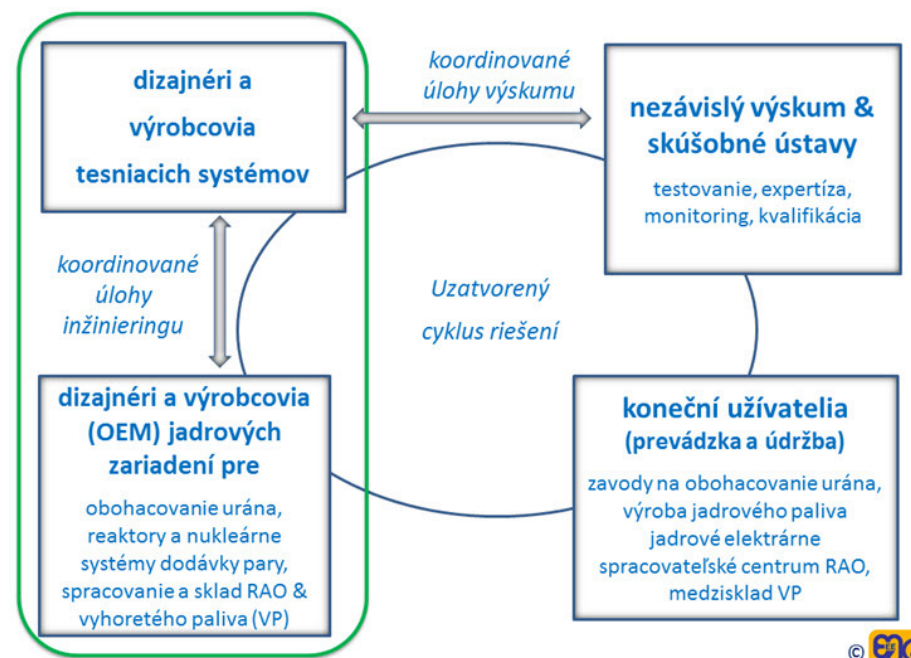 dizajnéri a
výrobcovia
tesniacich systémov
koordinované
úlohy výskumu
nezávislý výskum &
skúšobné ústavy
testovanie, expertíza,
monitoring, kvalifikácia
koordinované
úlohy
inžinieringu
Uzatvorený
cyklus riešení
dizajnéri a výrobcovia
(OEM) jadrových
zariadení pre
obohacovanie urána,
reaktory a nukleárne
systémy dodávky pary,
spracovanie a sklad RAO &
vyhoretého paliva (VP)
koneční užívatelia
(prevádzka a údržba)
zavody na obohacovanie urána,
výroba jadrového paliva
jadrové elektrárne
spracovateľské centrum RAO,
medzisklad VP
©